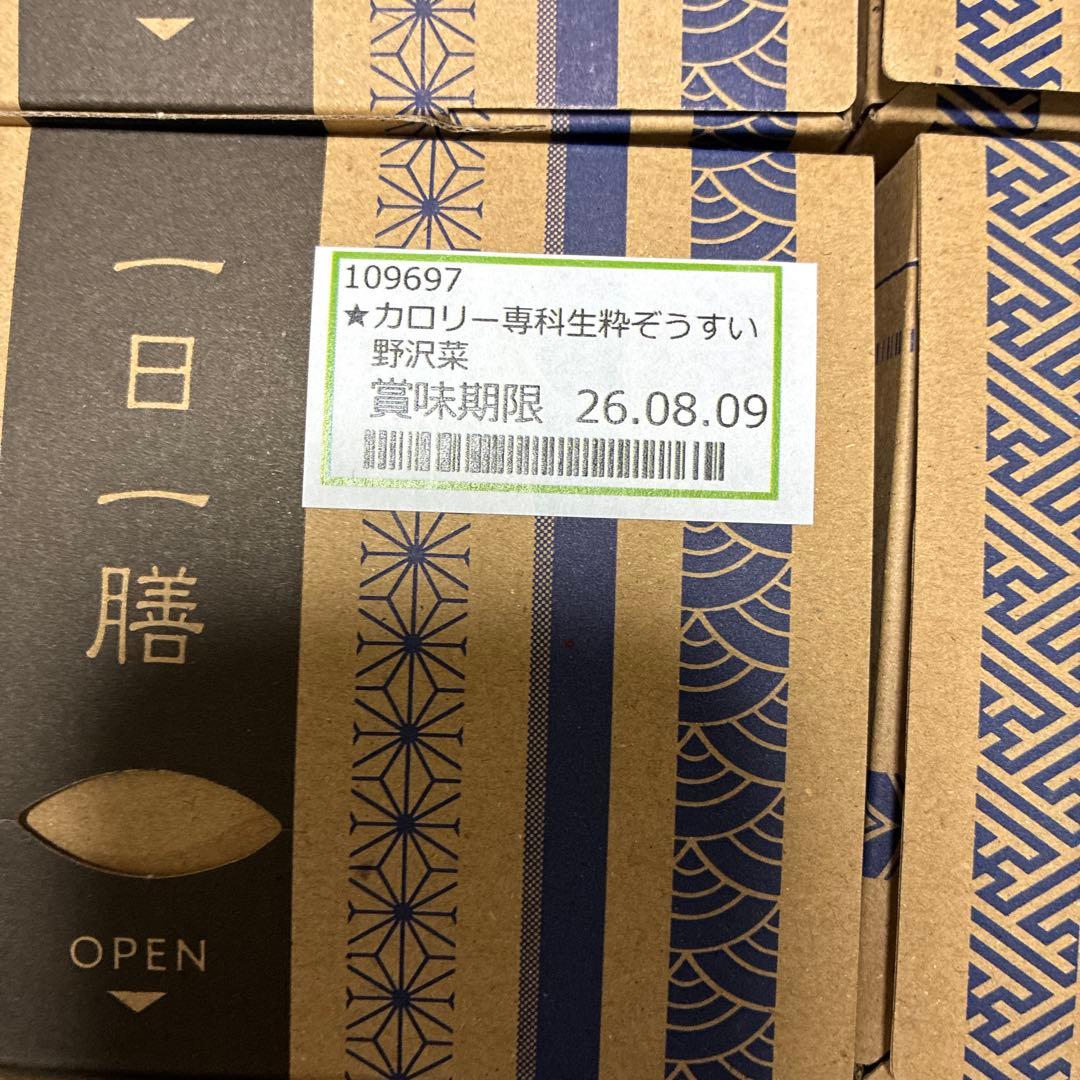 一日一膳
OPEN
109697
★カロリー専科生粋ぞうすい
野沢菜
賞味期限 26.08.09